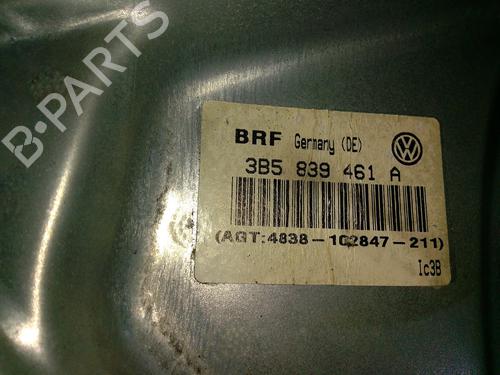 B-PARTS
BRF Germany (DE)
3B5 839 461 A
(AGT:4838-102847-211)
Ic3B